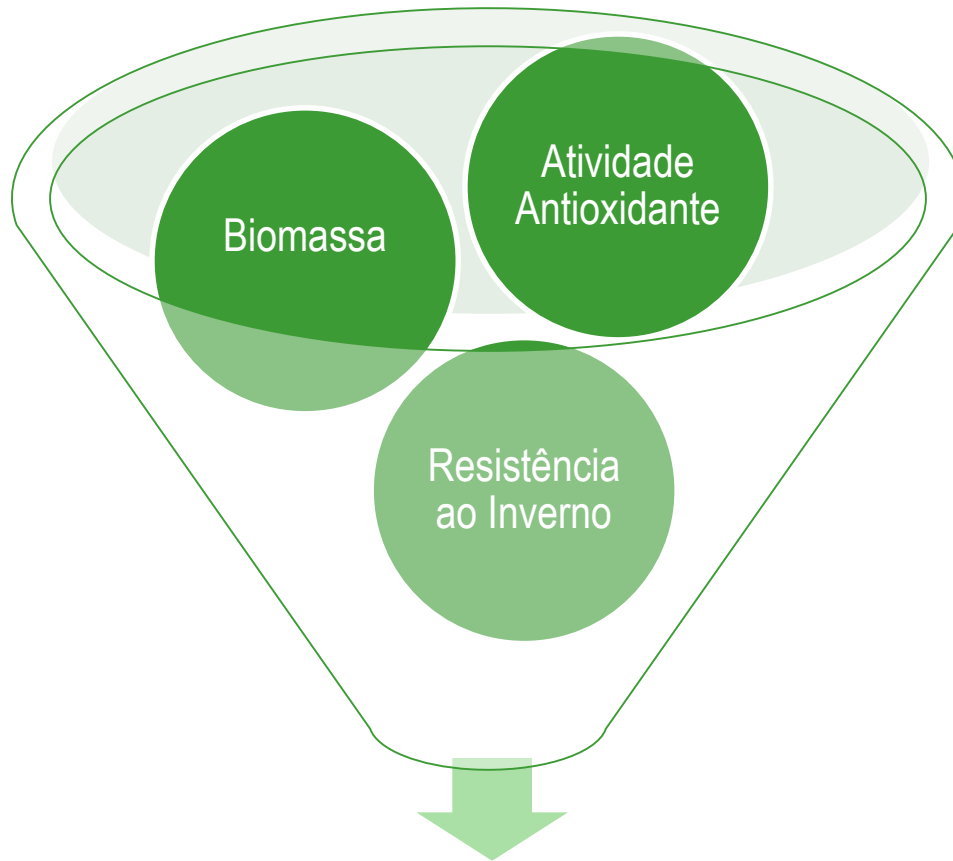 Biomassa
Atividade
Antioxidante
Resistência
ao Inverno